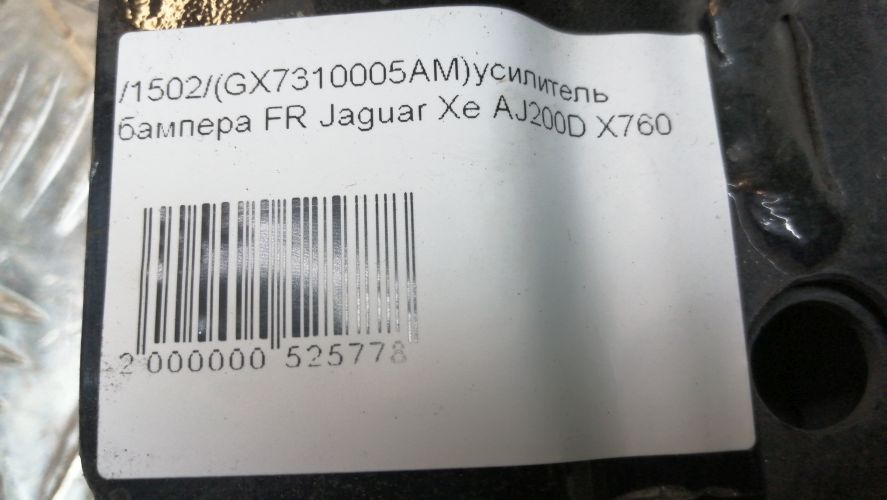 /1502/(GX7310005AM)усилитель
бампера FR Jaguar Xe AJ200D X760
2 000000 525778